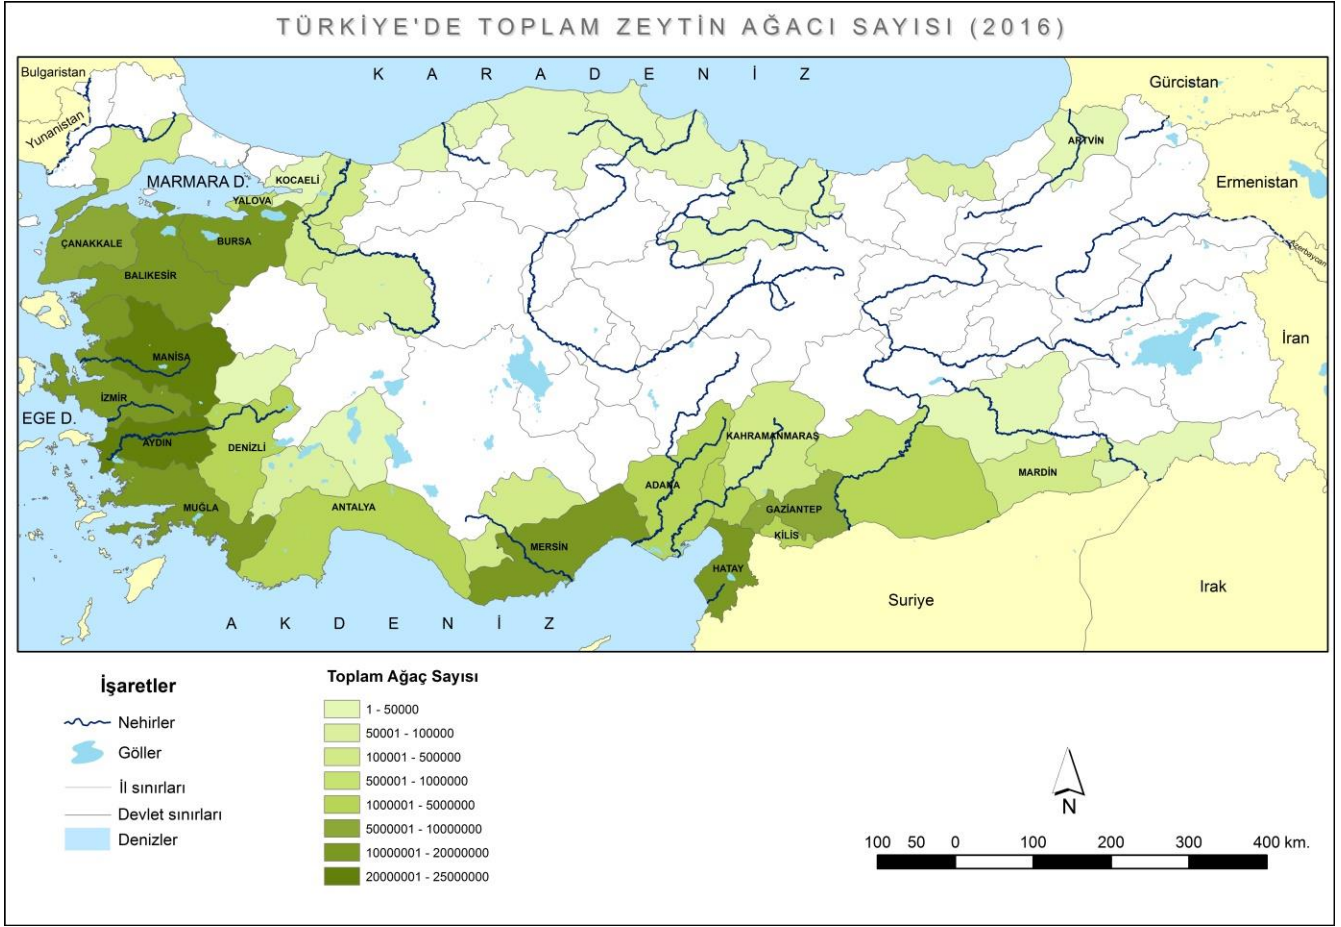 TÜRKİYE'DE TOPLAM ZEYTİN AĞACI SAYISI (2016)
Bulgaristan
K A R A D E N İ Z
Gürcistan
Yunanistan
ARTVİN
MARMARA D.
KOCAELİ
YALOVA
Ermenistan
ÇANAKKALE
BURSA
Azerbaycan
BALIKESİR
MANİSA
İran
İZMİR
EGE D.
AYDIN
DENİZLİ
KAHRAMANMARAŞ
MARDİN
ADANA
MUĞLA
ANTALYA
GAZİANTEP
MERSİN
KİLİS
HATAY
Suriye
Irak
A K D E N İ Z
İşaretler
Nehirler
Göller
İl sınırları
Devlet sınırları
Denizler
Toplam Ağaç Sayısı
1 - 50000
50001 - 100000
100001 - 500000
500001 - 1000000
1000001 - 5000000
5000001 - 10000000
10000001 - 20000000
20000001 - 25000000
N
100 50 0 100 200 300 400 km.